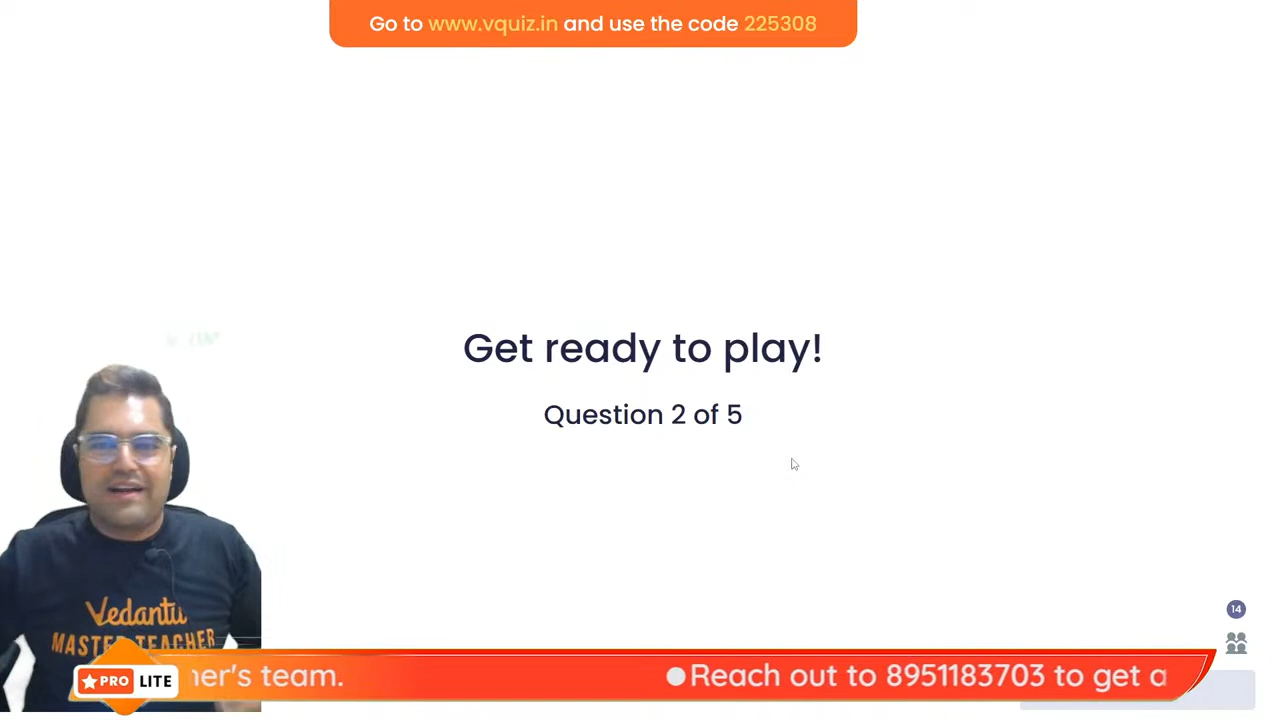 Go to www.vquiz.in and use the code 225308
Get ready to play!
Question 2 of 5
14
Vedantu
MASTER TEACHER
PRO LITE
ner's team.
Reach out to 8951183703 to get a